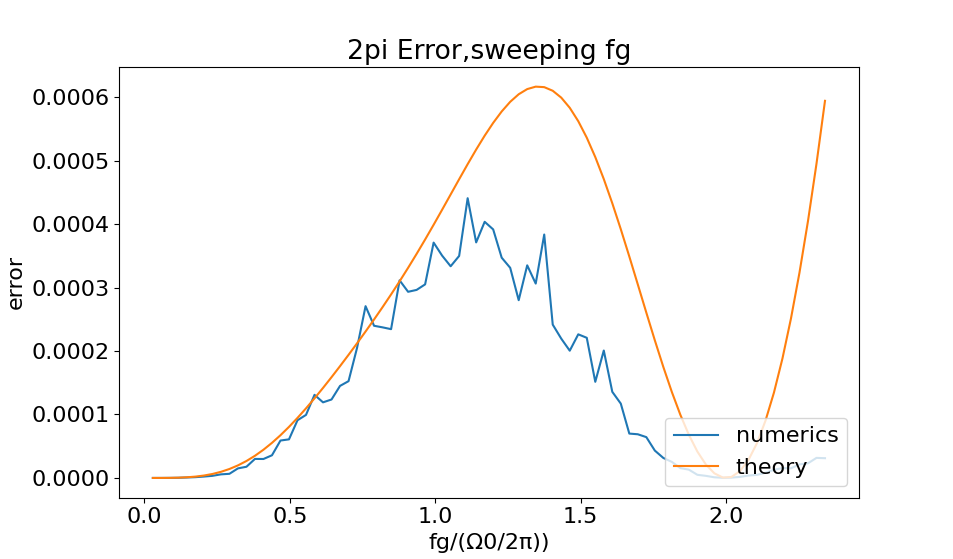 2pi Error,sweeping fg
0.0006
0.0005
0.0004
0.0003
0.0002
0.0001
0.0000
error
0.0
0.5
1.0
1.5
2.0
fg/(Ω0/2π))
numerics
theory